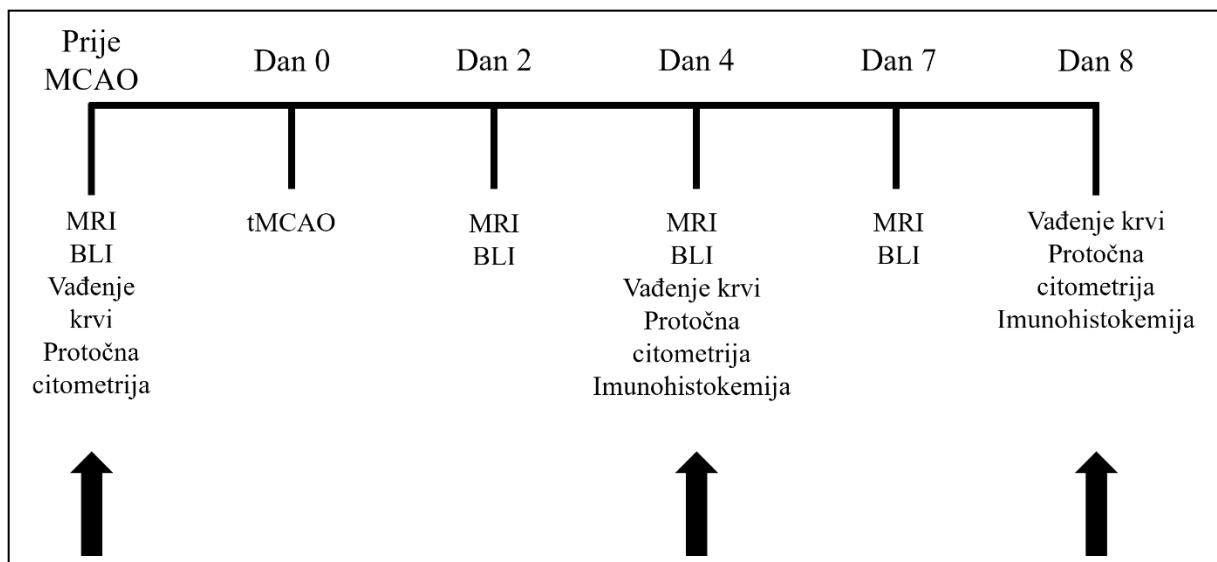 Prije
MCAO
Dan 0
Dan 2
Dan 4
Dan 7
Dan 8
MRI
BLI
Vađenje
krvi
Protočna
citometrija
tMCAO
MRI
BLI
MRI
BLI
Vađenje krvi
Protočna
citometrija
Imunohistokemija
MRI
BLI
Vađenje krvi
Protočna
citometrija
Imunohistokemija